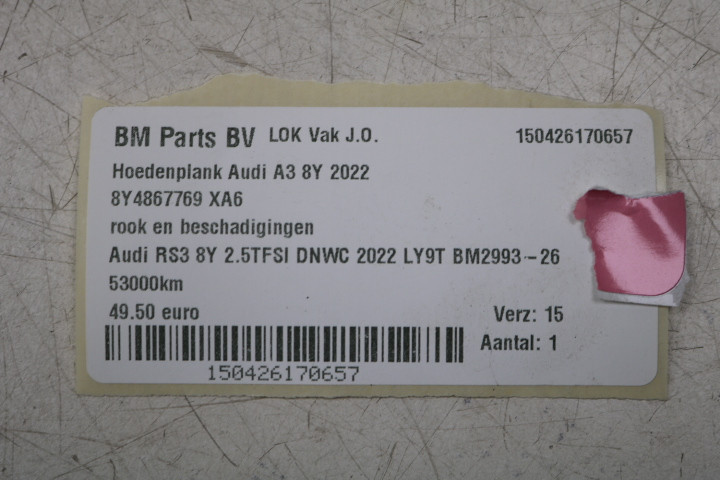 BM Parts BV LOK Vak J.O. 150426170657
Hoedenplank Audi A3 8Y 2022
8Y4867769 XA6
rook en beschadigingen
Audi RS3 8Y 2.5TFSI DNWC 2022 LY9T BM2993-26
53000km
49.50 euro Verz: 15
Aantal: 1
150426170657